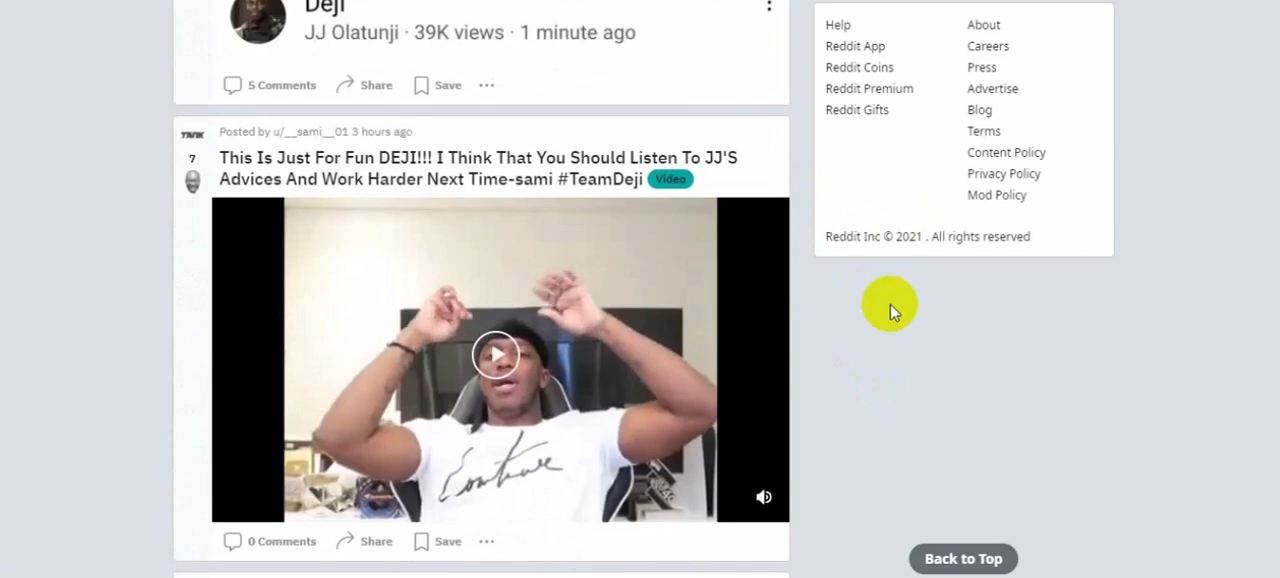 Deji
JJ Olatunji · 39K views · 1 minute ago
5 Comments Share Save
Posted by u/__sami__01 3 hours ago
7
This Is Just For Fun DEJI!!! I Think That You Should Listen To JJ'S
Advices And Work Harder Next Time-sami #TeamDeji Video
0 Comments Share Save
Help About
Reddit App Careers
Reddit Coins Press
Reddit Premium Advertise
Reddit Gifts Blog
Terms
Content Policy
Privacy Policy
Mod Policy
Reddit Inc © 2021 . All rights reserved
Back to Top